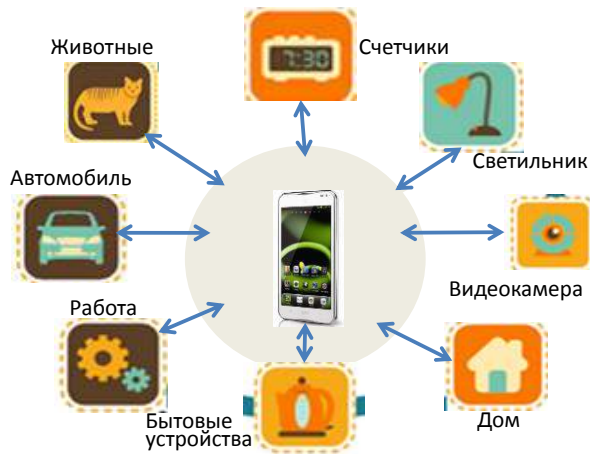 Животные
Счетчики
7:30
Светильник
Автомобиль
Видеокамера
Работа
Бытовые
устройства
Дом